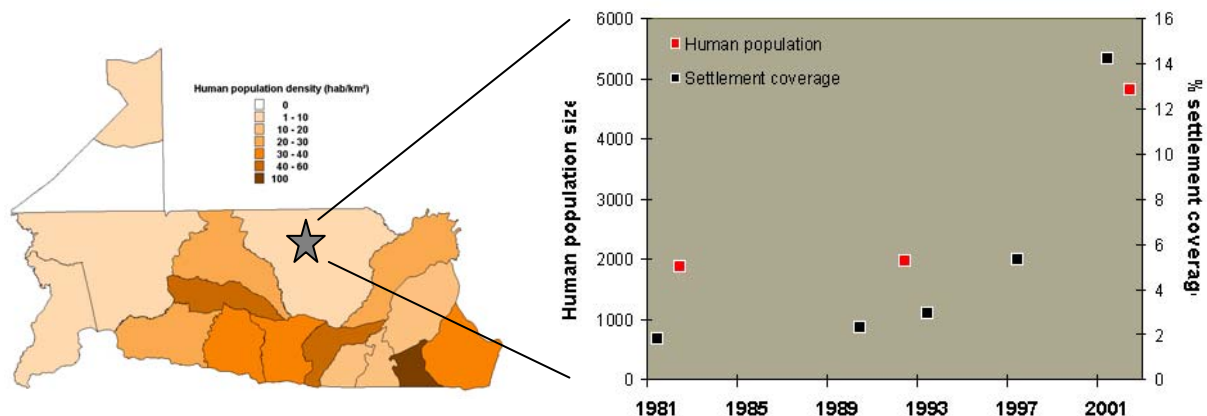 Human population density (hab/km²)
0
1 - 10
10 - 20
20 - 30
30 - 40
40 - 60
100
Human population size
6000
5000
4000
3000
2000
1000
0
Human population
Settlement coverage
16
14
12
10
8
6
4
2
0
% settlement coverag
1981
1985
1989
1993
1997
2001